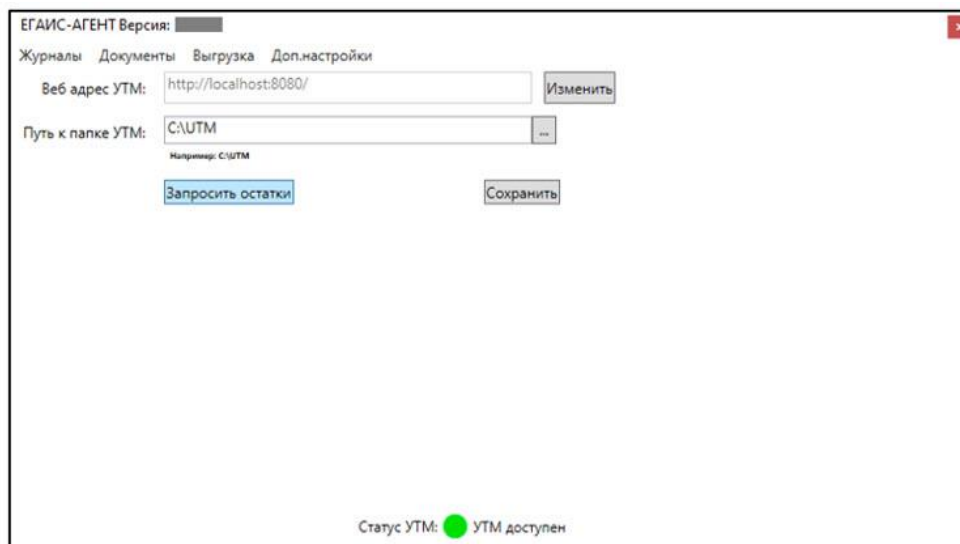 ЕГАИС-АГЕНТ Версия:
Журналы Документы Выгрузка Доп.настройки
Веб адрес УТМ: http://localhost:8080/ Изменить
Путь к папке УТМ: C:\UTM ...
Например: C:\UTM
Запросить остатки Сохранить
Статус УТМ: УТМ доступен